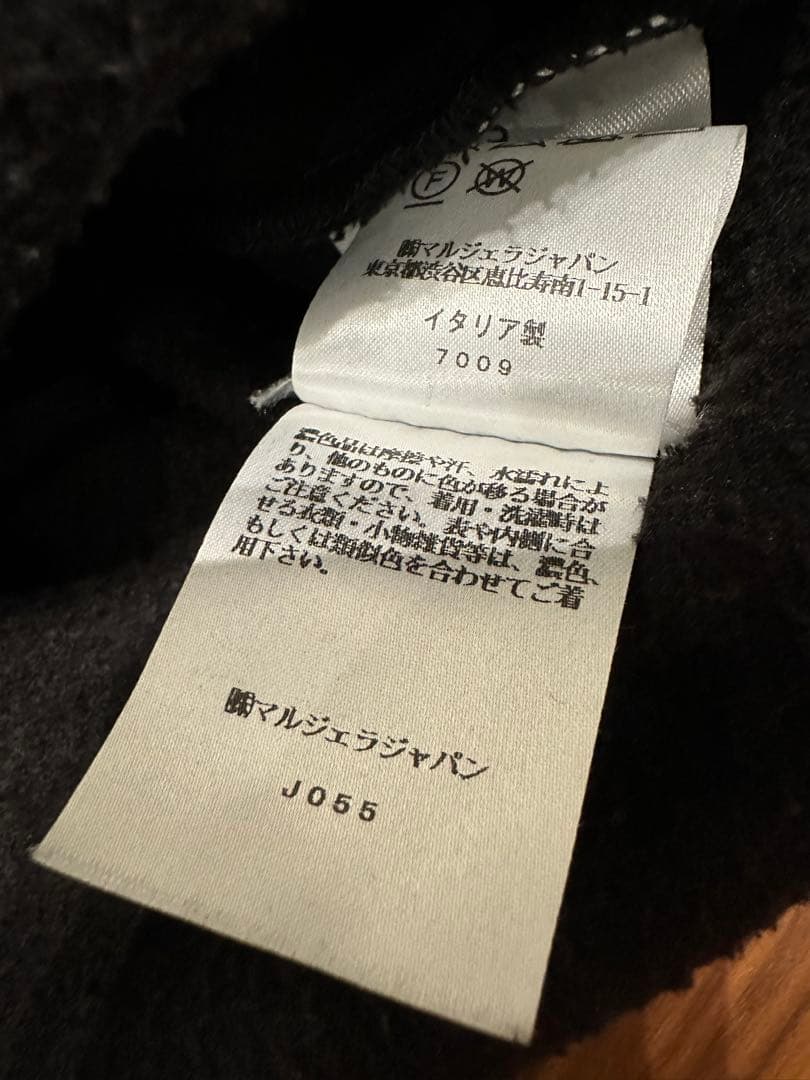 F
W
㈱マルジェラジャパン
東京都渋谷区恵比寿南1-15-1
イタリア製
7009
濃色品は摩擦や汗、水濡れによ
り、他のものに色が移る場合が
ありますので、着用・洗濯時は
ご注意ください。表や内側に合
せる衣類・小物雑貨等は、濃色、
もしくは類似色を合わせてご着
用下さい。
㈱マルジェラジャパン
J055